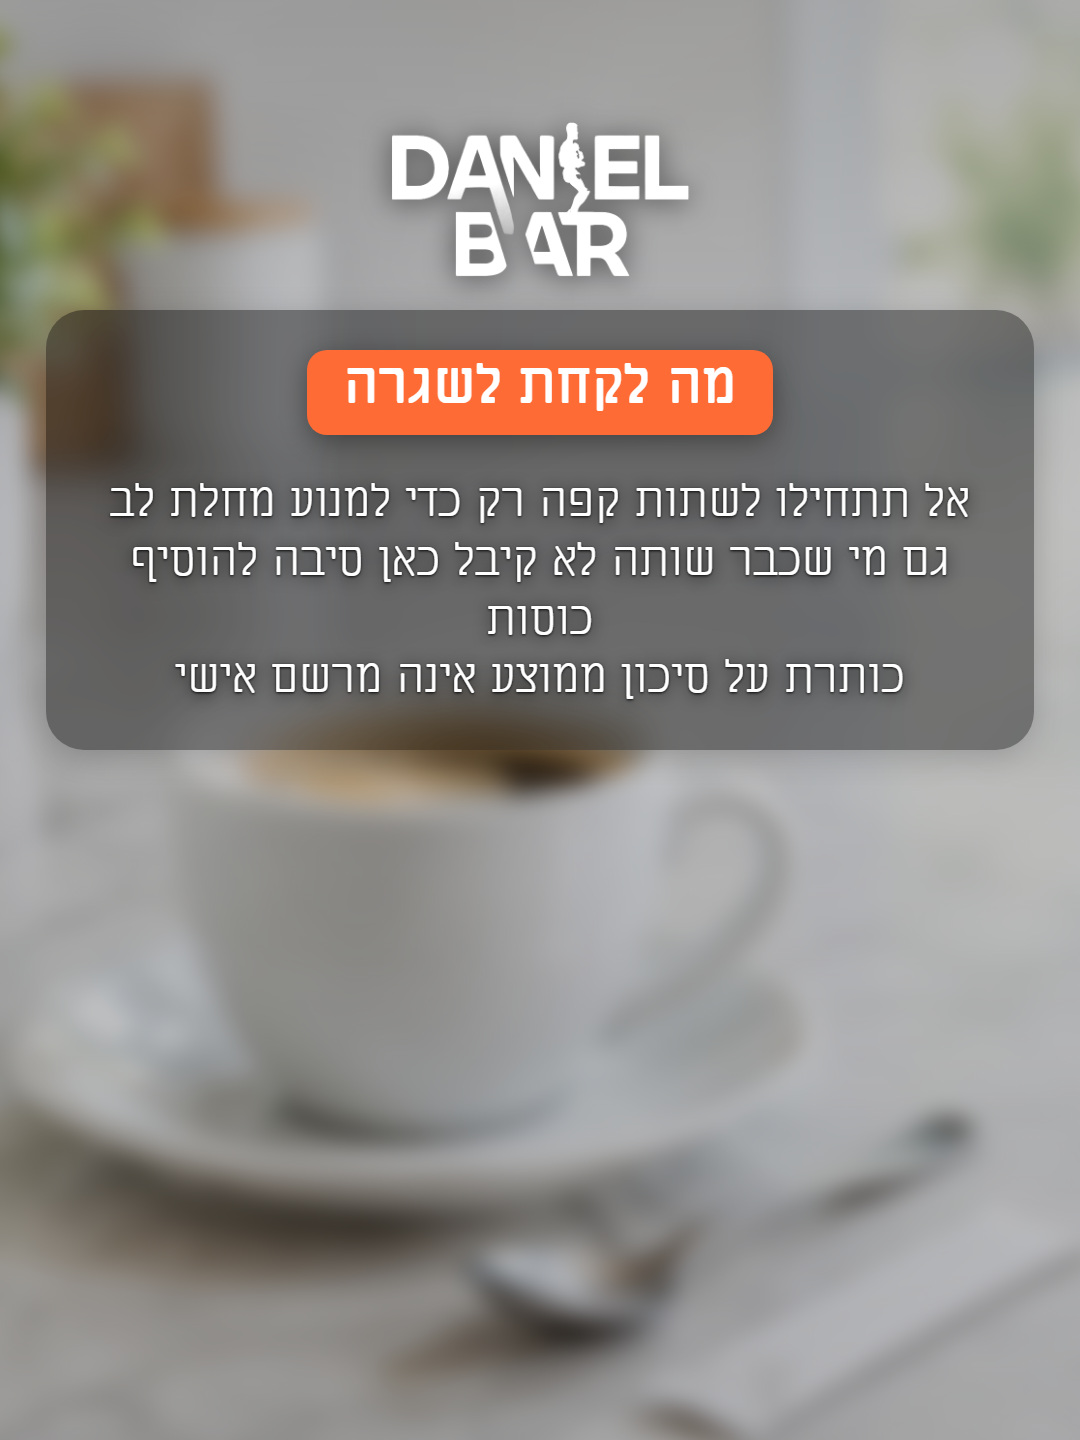 DANIEL
BAR
מה לקחת לשגרה
אל תתחילו לשתות קפה רק כדי למנוע מחלת לב
גם מי שכבר שותה לא קיבל כאן סיבה להוסיף
כוסות
כותרת על סיכון ממוצע אינה מרשם אישי